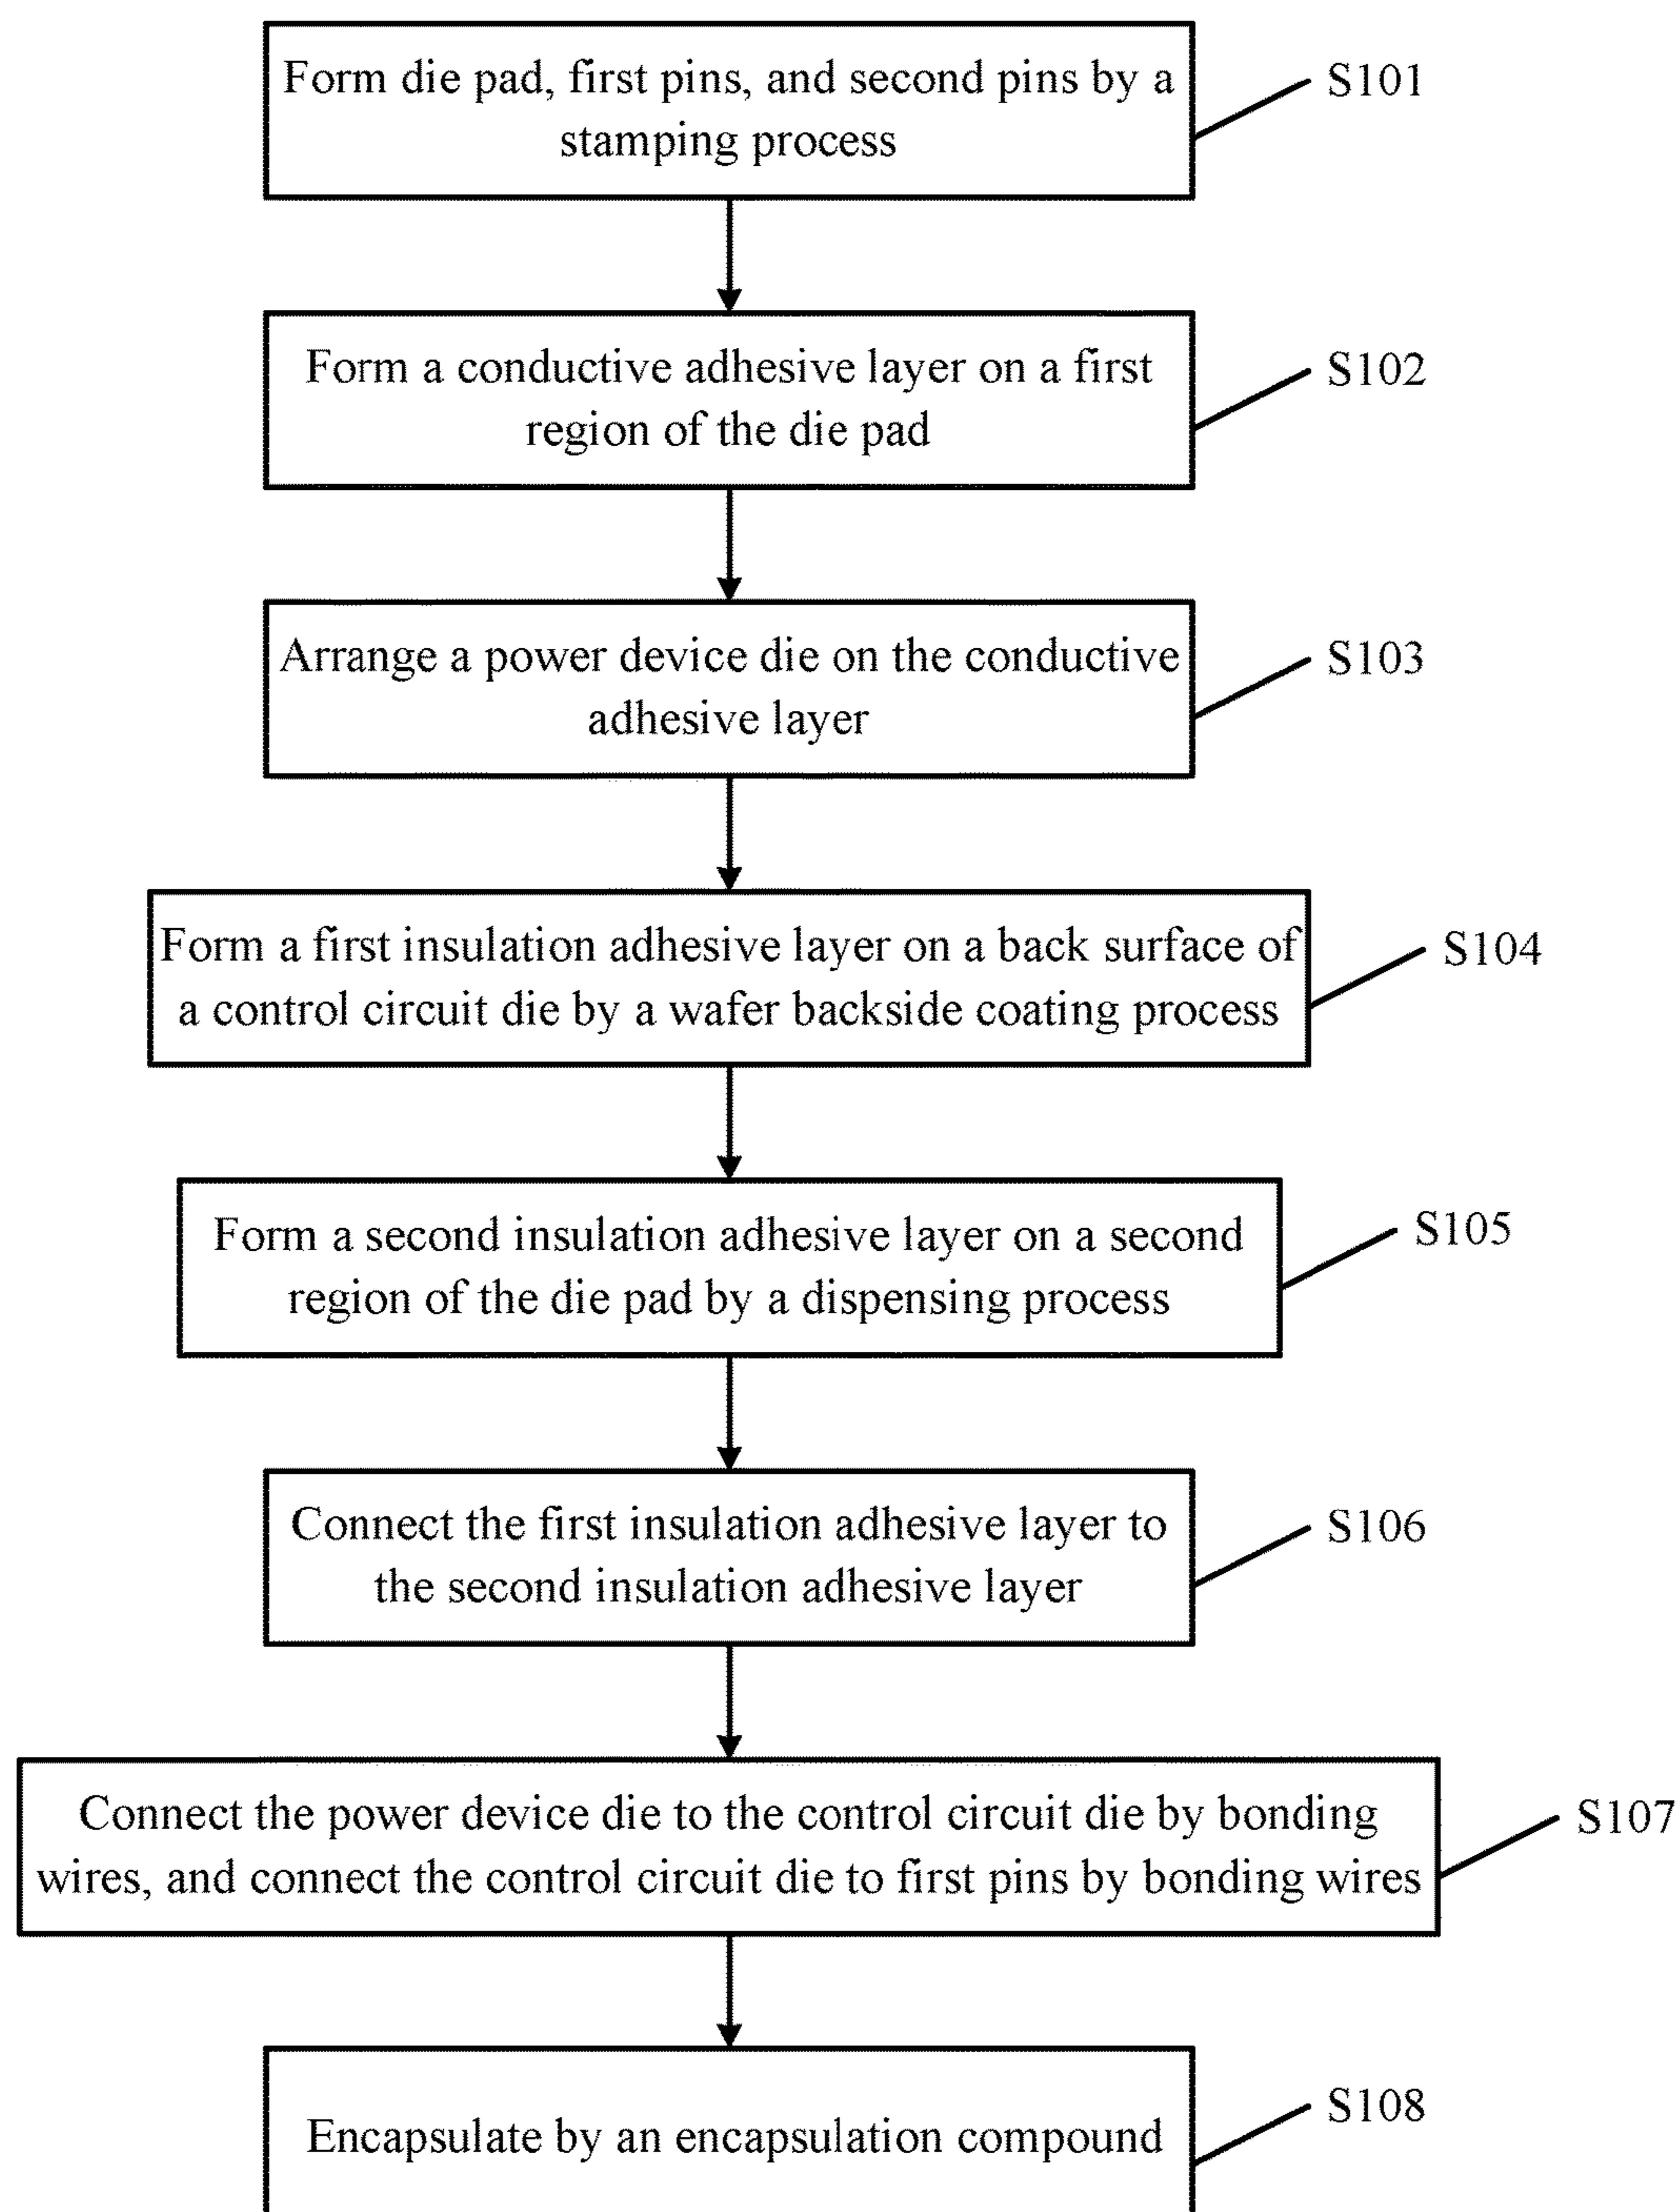 Form die pad, first pins, and second pins by a
stamping process
S101
Form a conductive adhesive layer on a first
region of the die pad
S102
Arrange a power device die on the conductive
adhesive layer
S103
Form a first insulation adhesive layer on a back surface of
a control circuit die by a wafer backside coating process
S104
Form a second insulation adhesive layer on a second
region of the die pad by a dispensing process
S105
Connect the first insulation adhesive layer to
the second insulation adhesive layer
S106
Connect the power device die to the control circuit die by bonding
wires, and connect the control circuit die to first pins by bonding wires
S107
Encapsulate by an encapsulation compound
S108